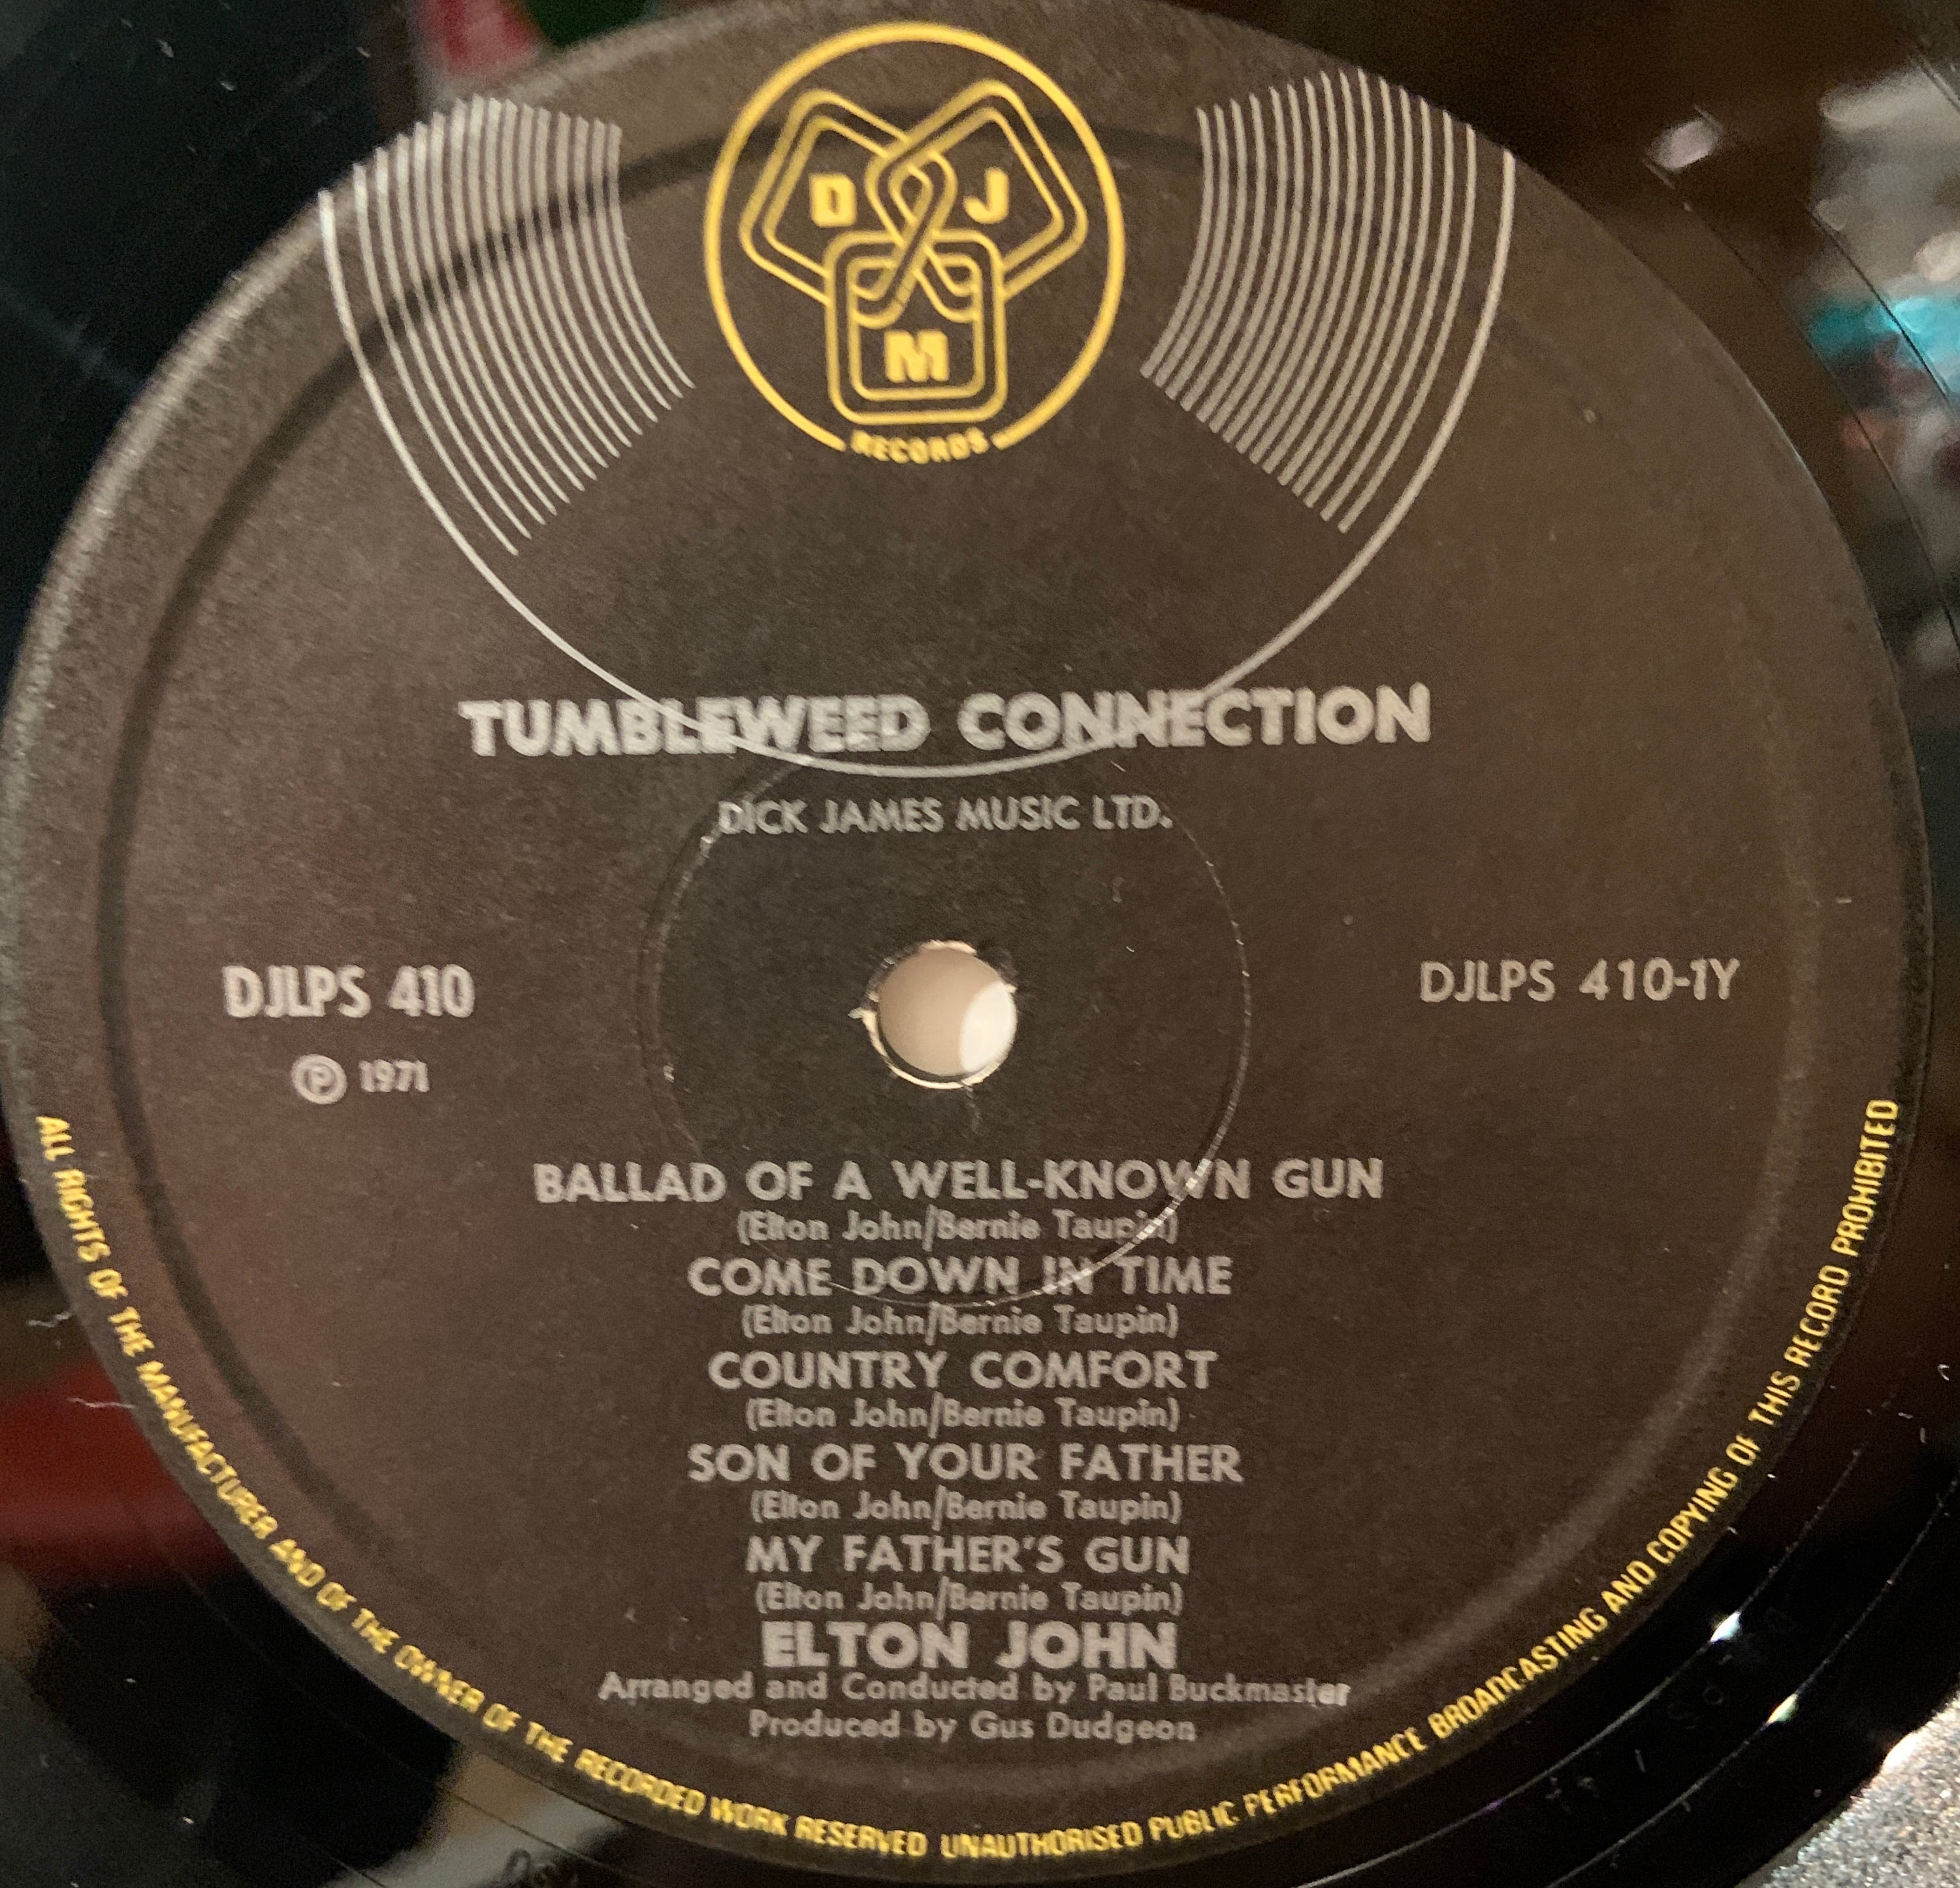 D J
M
RECORDS
TUMBLEWEED CONNECTION
DICK JAMES MUSIC LTD.
DJLPS 410
DJLPS 410-1Y
Ⓟ 1971
BALLAD OF A WELL-KNOWN GUN
(Elton John/Bernie Taupin)
COME DOWN IN TIME
(Elton John/Bernie Taupin)
COUNTRY COMFORT
(Elton John/Bernie Taupin)
SON OF YOUR FATHER
(Elton John/Bernie Taupin)
MY FATHER'S GUN
(Elton John/Bernie Taupin)
ELTON JOHN
Arranged and Conducted by Paul Buckmaster
Produced by Gus Dudgeon
ALL RIGHTS OF THE MANUFACTURER AND OF THE OWNER OF THE RECORDED WORK RESERVED UNAUTHORISED PUBLIC PERFORMANCE BROADCASTING AND COPYING OF THIS RECORD PROHIBITED